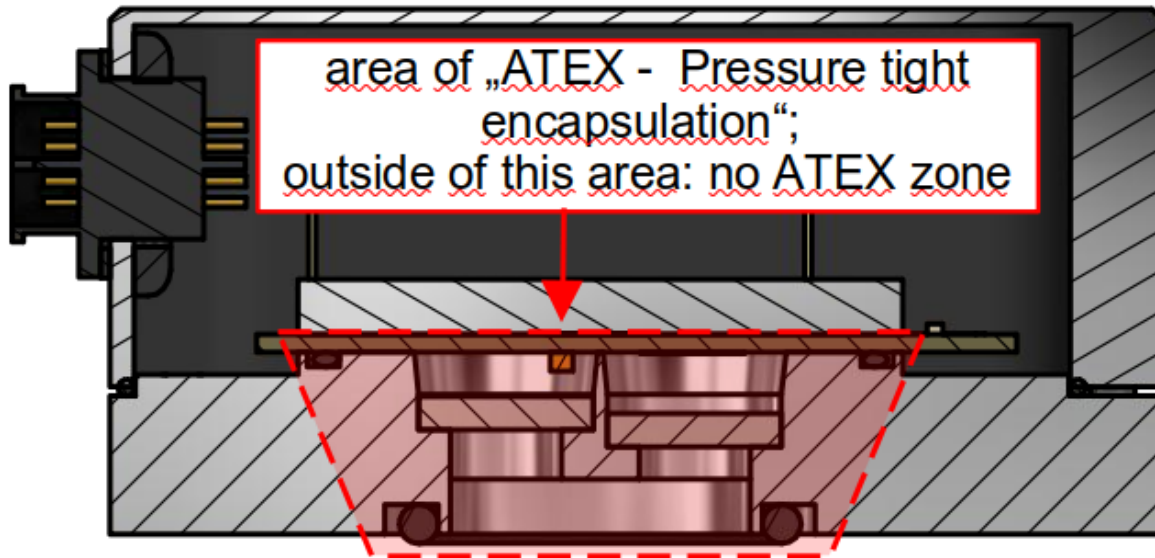 area of „ATEX -  Pressure tight
encapsulation“;
outside of this area: no ATEX zone